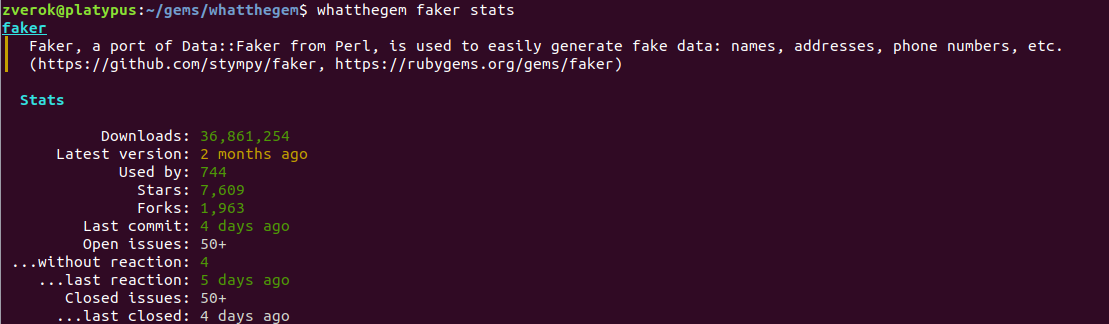 zverok@platypus:~/gems/whatthegem$ whatthegem faker stats
faker
Faker, a port of Data::Faker from Perl, is used to easily generate fake data: names, addresses, phone numbers, etc.
(https://github.com/stympy/faker, https://rubygems.org/gems/faker)
Stats
Downloads: 36,861,254
Latest version: 2 months ago
Used by: 744
Stars: 7,609
Forks: 1,963
Last commit: 4 days ago
Open issues: 50+
...without reaction: 4
...last reaction: 5 days ago
Closed issues: 50+
...last closed: 4 days ago